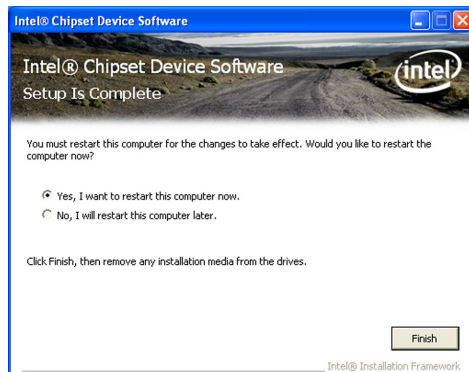 Intel® Chipset Device Software
Intel® Chipset Device Software
Setup Is Complete
intel
You must restart this computer for the changes to take effect. Would you like to restart the
computer now?
Yes, I want to restart this computer now.
No, I will restart this computer later.
Click Finish, then remove any installation media from the drives.
Finish
Intel® Installation Framework